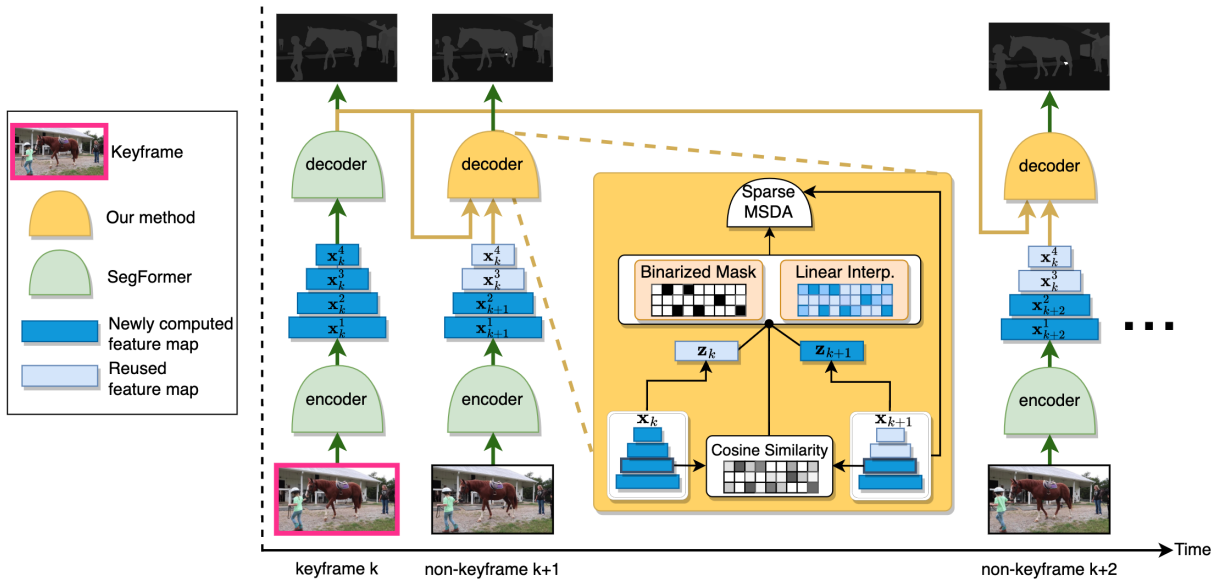 Keyframe
Our method
SegFormer
Newly computed
feature map
Reused
feature map
decoder
decoder
decoder
x_k^4
x_k^3
x_k^2
x_k^1
x_k^4
x_k^3
x_{k+1}^2
x_{k+1}^1
x_k^4
x_k^3
x_{k+2}^2
x_{k+2}^1
...
encoder
encoder
encoder
Sparse
MSDA
Binarized Mask
Linear Interp.
z_k
z_{k+1}
x_k
x_{k+1}
Cosine Similarity
Time
keyframe k
non-keyframe k+1
non-keyframe k+2